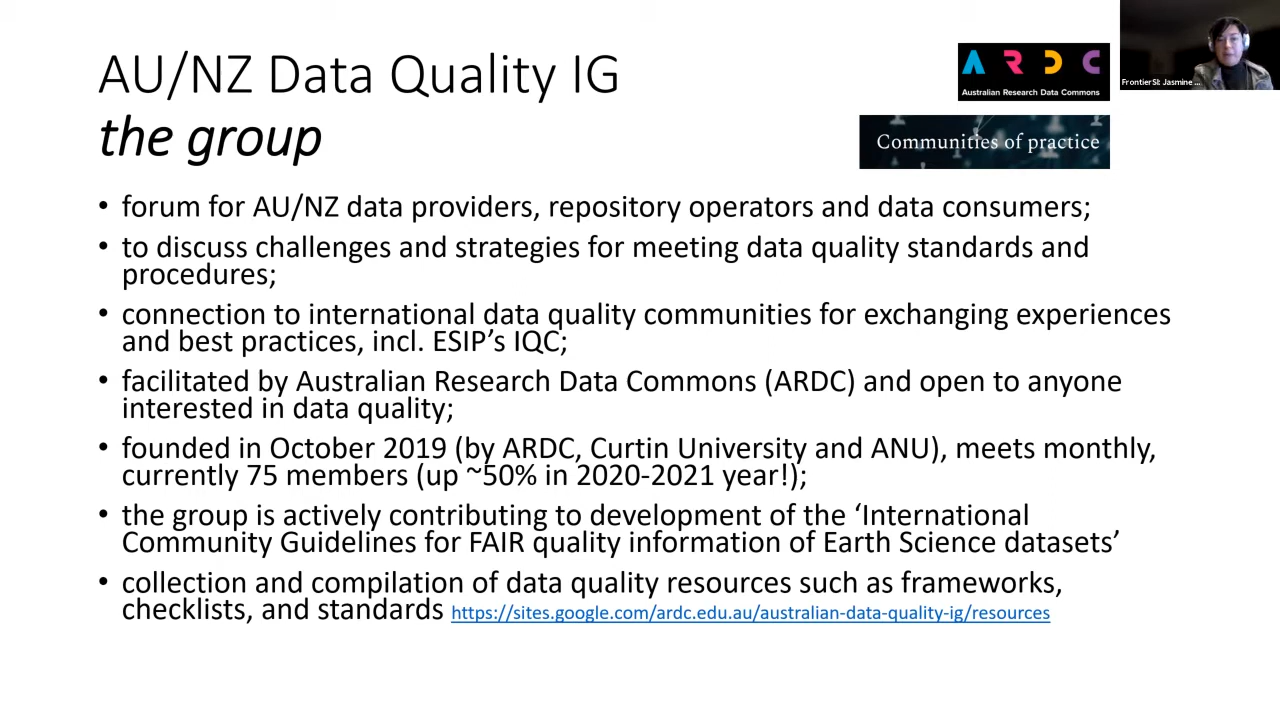 AU/NZ Data Quality IG
the group
ARDC
Australian Research Data Commons
FrontierSI: Jasmine ...
Communities of practice
• forum for AU/NZ data providers, repository operators and data consumers;
• to discuss challenges and strategies for meeting data quality standards and
procedures;
• connection to international data quality communities for exchanging experiences
and best practices, incl. ESIP’s IQC;
• facilitated by Australian Research Data Commons (ARDC) and open to anyone
interested in data quality;
• founded in October 2019 (by ARDC, Curtin University and ANU), meets monthly,
currently 75 members (up ~50% in 2020-2021 year!);
• the group is actively contributing to development of the ‘International
Community Guidelines for FAIR quality information of Earth Science datasets’
• collection and compilation of data quality resources such as frameworks,
checklists, and standards https://sites.google.com/ardc.edu.au/australian-data-quality-ig/resources